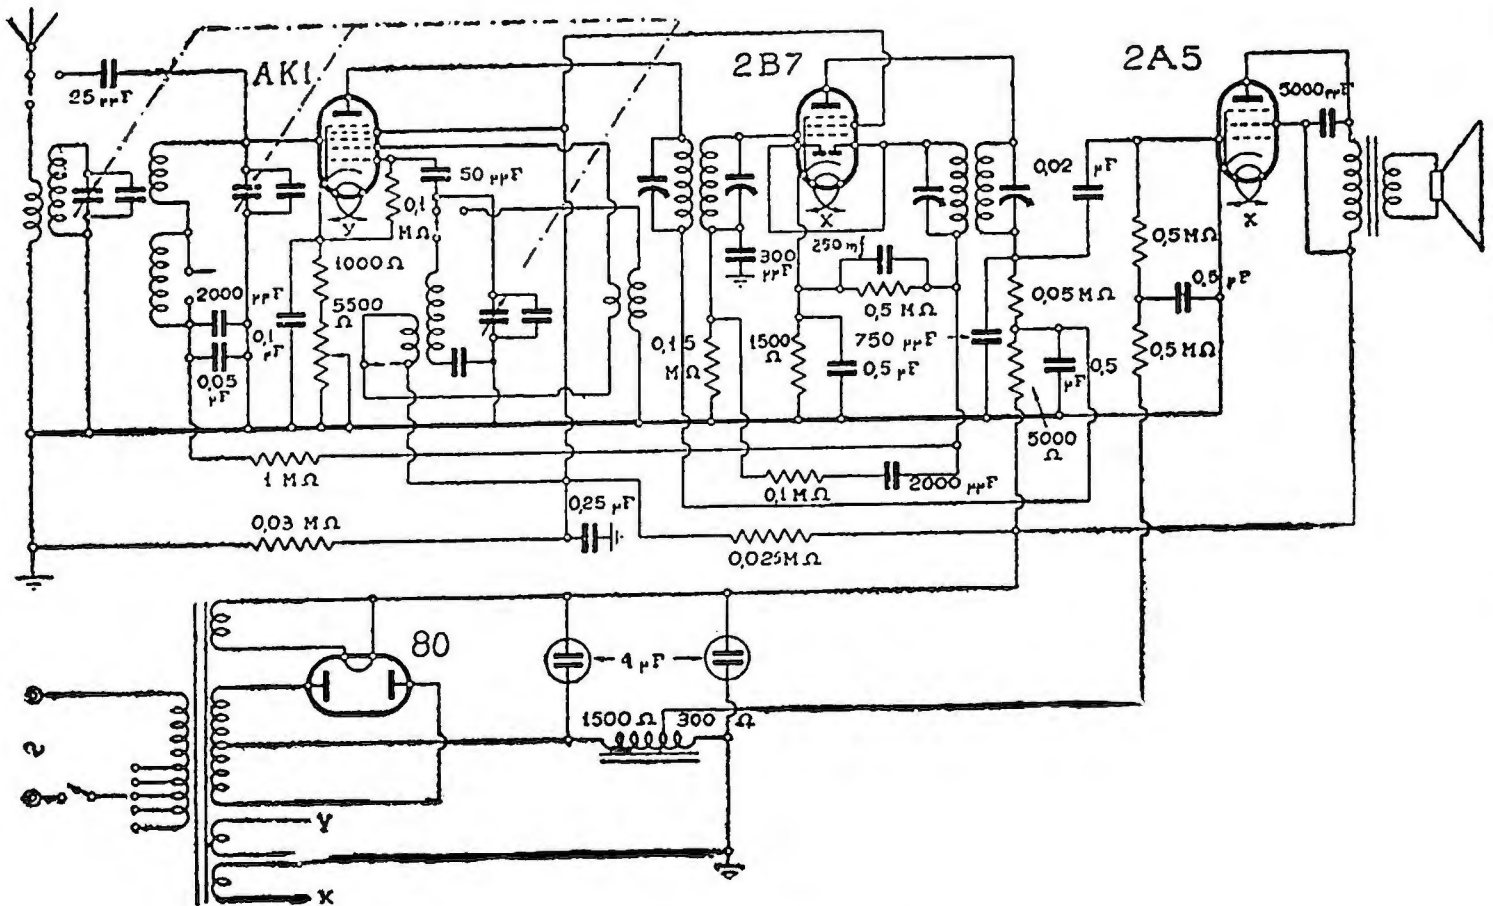 AK1
2B7
2A5
25 µµF
5000 µµF
50 µµF
0,02 µF
0,1 MΩ
Y
X
X
250 mf
300 µµF
1000 Ω
5500 Ω
2000 µµF
0,1 µF
0,05 µF
0,5 MΩ
0,5 MΩ
0,5 µF
0,05 MΩ
750 µµF
0,15 MΩ
1500 Ω
0,5 µF
0,5 µF
0,5 MΩ
5000 Ω
1 MΩ
0,1 MΩ
2000 µµF
0,03 MΩ
0,25 µF
0,025 MΩ
80
4 µF
1500 Ω 300 Ω
Y
X